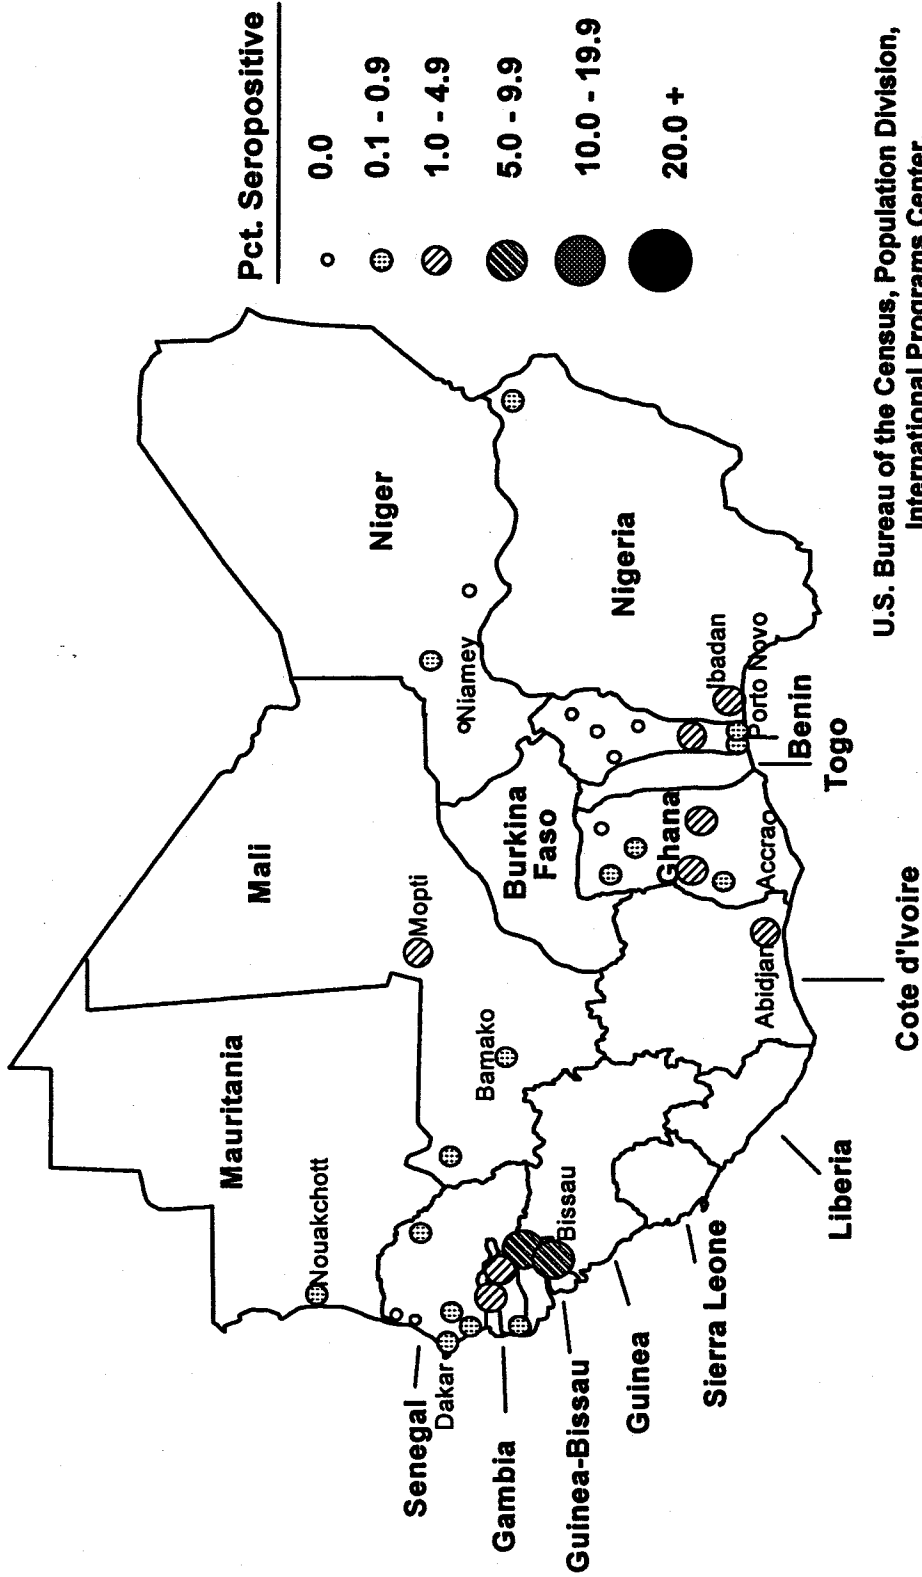 Pct. Seropositive
0.0
0.1 - 0.9
1.0 - 4.9
5.0 - 9.9
10.0 - 19.9
20.0 +
Mauritania
Nouakchott
Mali
Mopti
Bamako
Niger
Niamey
Senegal
Dakar
Gambia
Guinea-Bissau
Bissau
Guinea
Sierra Leone
Liberia
Cote d'Ivoire
Abidjan
Burkina
Faso
Ghana
Accra
Togo
Benin
Porto Novo
Nigeria
Ibadan
U.S. Bureau of the Census, Population Division,
International Programs Center